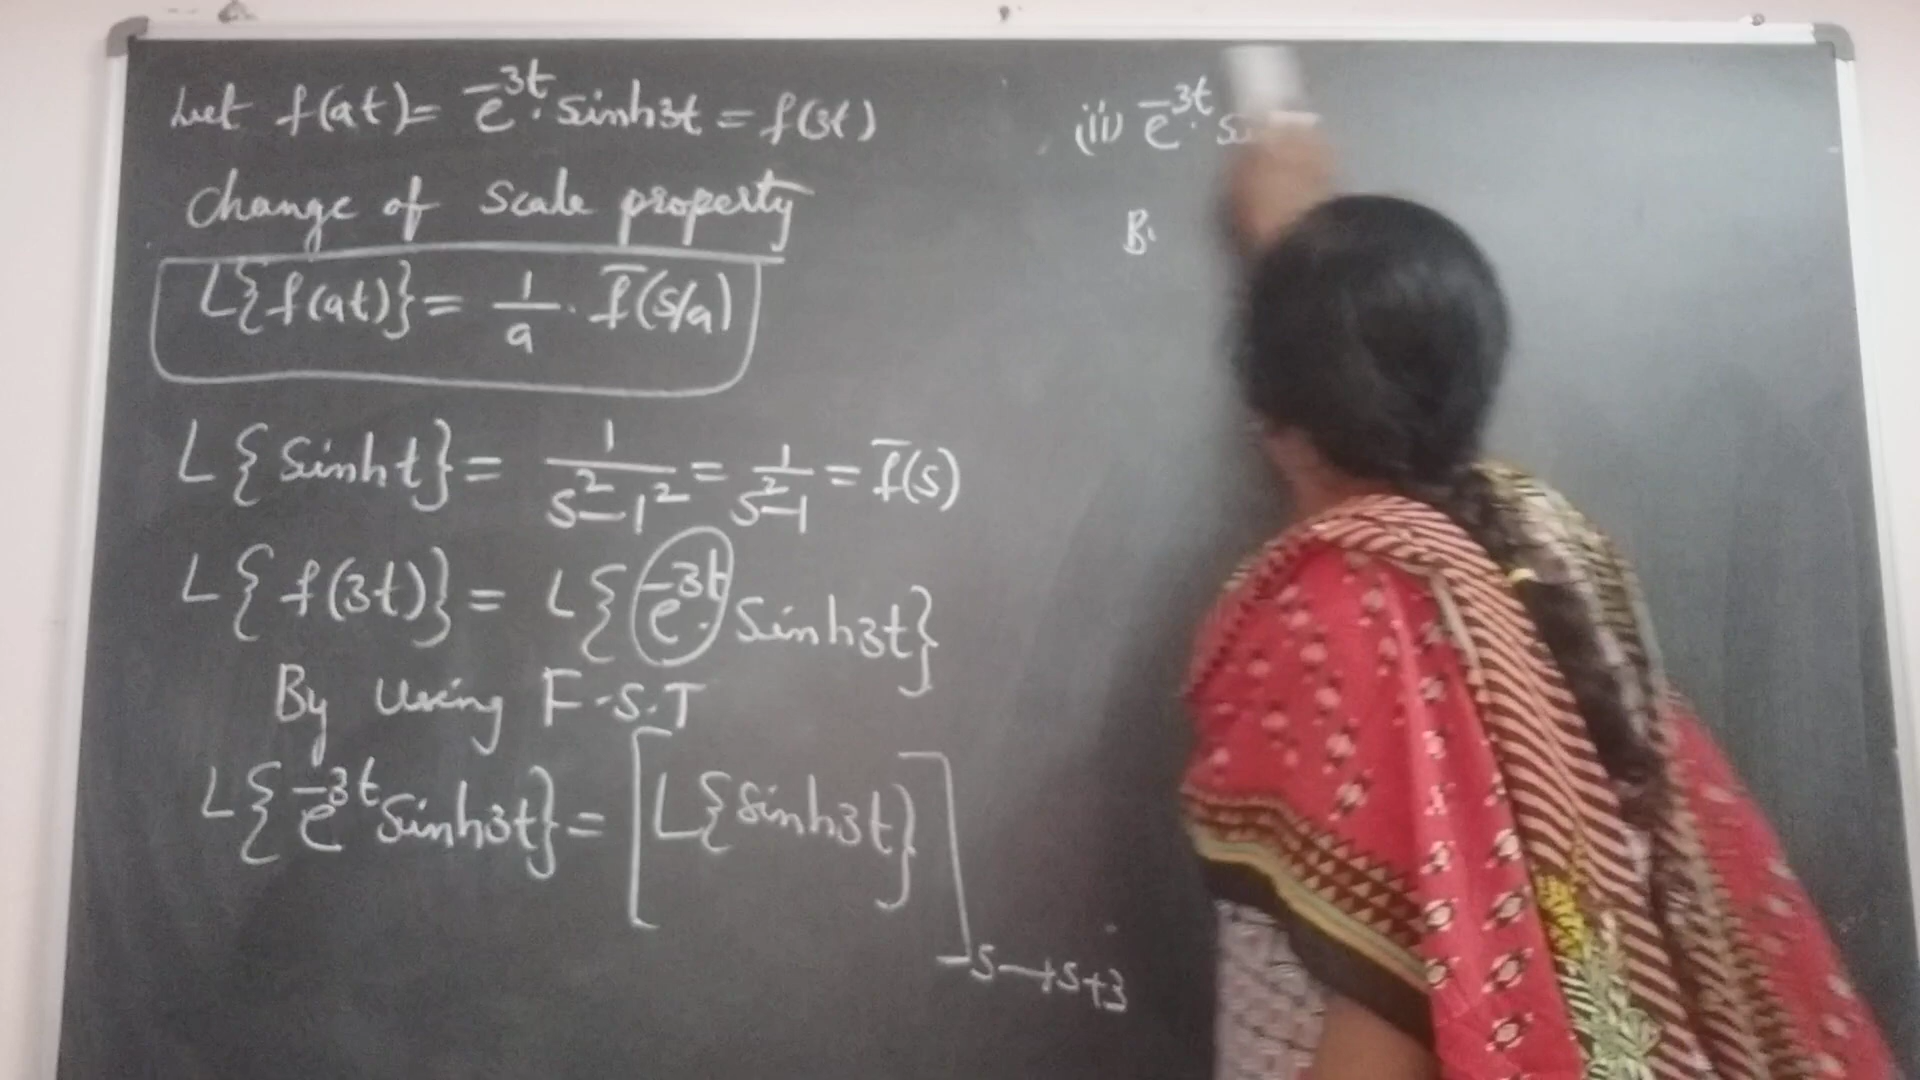 Let f(at) = e^-3t · sinh3t = f(3t)
Change of scale property
L{f(at)} = 1/a · f̄(s/a)
L{sinht} = 1/(s²-1²) = 1/(s²-1) = f̄(s)
L{f(3t)} = L{e^-3t · sinh3t}
By using F.S.T
L{e^-3t sinh3t} = [L{sinh3t}] s→s+3
(ii) e^-3t ·